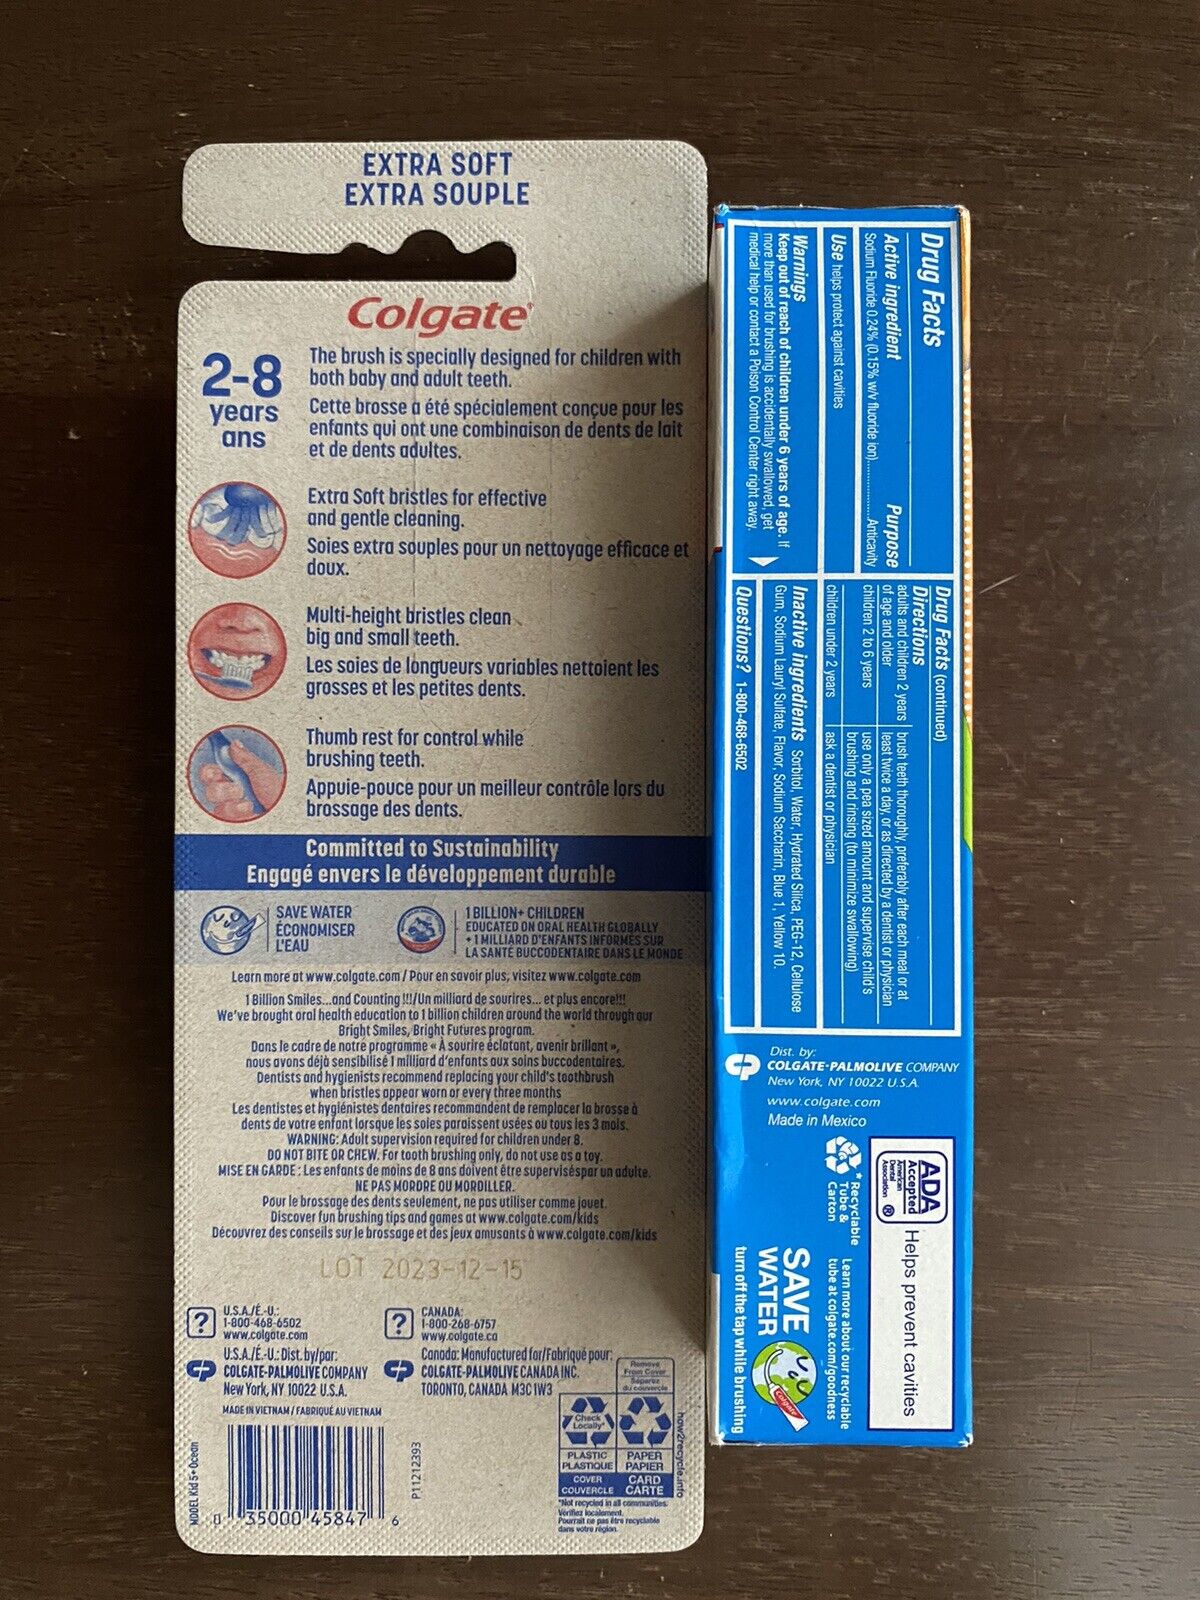 EXTRA SOFT
EXTRA SOUPLE
Colgate
2-8
years
ans
The brush is specially designed for children with
both baby and adult teeth.
Cette brosse a été spécialement conçue pour les
enfants qui ont une combinaison de dents de lait
et de dents adultes.
Extra Soft bristles for effective
and gentle cleaning.
Soies extra souples pour un nettoyage efficace et
doux.
Multi-height bristles clean
big and small teeth.
Les soies de longueurs variables nettoient les
grosses et les petites dents.
Thumb rest for control while
brushing teeth.
Appuie-pouce pour un meilleur contrôle lors du
brossage des dents.
Committed to Sustainability
Engagé envers le développement durable
SAVE WATER
ÉCONOMISER
L'EAU
1 BILLION+ CHILDREN
EDUCATED ON ORAL HEALTH GLOBALLY
+ 1 MILLIARD D'ENFANTS INFORMÉS SUR
LA SANTÉ BUCCODENTAIRE DANS LE MONDE
Learn more at www.colgate.com / Pour en savoir plus, visitez www.colgate.com
1 Billion Smiles...and Counting !!!/Un milliard de sourires... et plus encore!!!
We've brought oral health education to 1 billion children around the world through our
Bright Smiles, Bright Futures program.
Dans le cadre de notre programme « À sourire éclatant, avenir brillant »,
nous avons déjà sensibilisé 1 milliard d'enfants aux soins buccodentaires.
Dentists and hygienists recommend replacing your child's toothbrush
when bristles appear worn or every three months
Les dentistes et hygiénistes dentaires recommandent de remplacer la brosse à
dents de votre enfant lorsque les soies paraissent usées ou tous les 3 mois.
WARNING: Adult supervision required for children under 8.
DO NOT BITE OR CHEW. For tooth brushing only, do not use as a toy.
MISE EN GARDE : Les enfants de moins de 8 ans doivent être superviséspar un adulte.
NE PAS MORDRE OU MORDILLER.
Pour le brossage des dents seulement, ne pas utiliser comme jouet.
Discover fun brushing tips and games at www.colgate.com/kids
Découvrez des conseils sur le brossage et des jeux amusants à www.colgate.com/kids
LOT 2023-12-15
?
U.S.A./É.-U.:
1-800-468-6502
www.colgate.com
U.S.A./É.-U.: Dist. by/par:
COLGATE-PALMOLIVE COMPANY
New York, NY 10022 U.S.A.
MADE IN VIETNAM / FABRIQUÉ AU VIETNAM
?
CANADA:
1-800-268-6757
www.colgate.ca
Canada: Manufactured for/Fabriqué pour:
COLGATE-PALMOLIVE CANADA INC.
TORONTO, CANADA M3C 1W3
MODEL: Kid 5+ Ocean
8 35000 45847 6
P11212393
Remove
From Cover
Séparez
du couvercle
Check
Locally*
PLASTIC
PLASTIQUE
COVER
COUVERCLE
PAPER
PAPIER
CARD
CARTE
*Not recycled in all communities.
Vérifiez localement.
Pourrait ne pas être recyclable
dans votre région.
how2recycle.info
Drug Facts
Active ingredient Purpose
Sodium Fluoride 0.24% (0.15% w/v fluoride ion)..................Anticavity
Use helps protect against cavities
Warnings
Keep out of reach of children under 6 years of age. If
more than used for brushing is accidentally swallowed, get
medical help or contact a Poison Control Center right away.
Drug Facts (continued)
Directions
adults and children 2 years of age and older brush teeth thoroughly, preferably after each meal or at
least twice a day, or as directed by a dentist or physician
children 2 to 6 years use only a pea sized amount and supervise child's
brushing and rinsing (to minimize swallowing)
children under 2 years ask a dentist or physician
Inactive ingredients Sorbitol, Water, Hydrated Silica, PEG-12, Cellulose
Gum, Sodium Lauryl Sulfate, Flavor, Sodium Saccharin, Blue 1, Yellow 10.
Questions? 1-800-468-6502
Dist. by:
COLGATE-PALMOLIVE COMPANY
New York, NY 10022 U.S.A.
www.colgate.com
Made in Mexico
ADA
Accepted
American
Dental
Association ®
Helps prevent cavities
*Recyclable
Tube &
Carton
Learn more about our recyclable
tube at colgate.com/goodness
SAVE
WATER
turn off the tap while brushing
Colgate